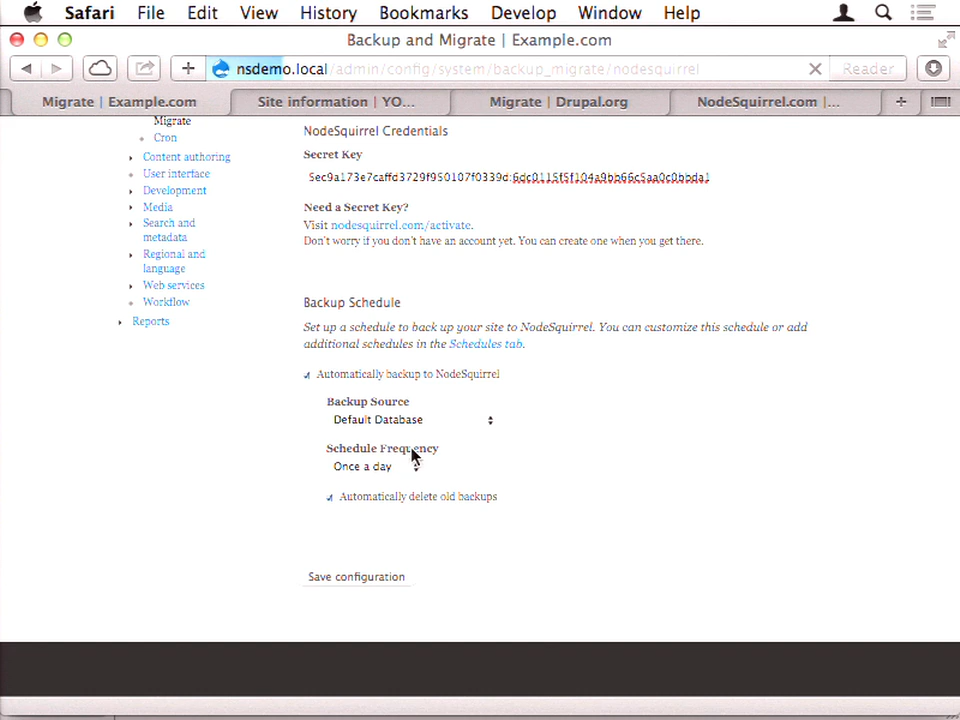 Safari File Edit View History Bookmarks Develop Window Help
Backup and Migrate | Example.com
nsdemo.local/admin/config/system/backup_migrate/nodesquirrel
Reader
Migrate | Example.com
Site information | YO...
Migrate | Drupal.org
NodeSquirrel.com |...
Migrate
Cron
Content authoring
User interface
Development
Media
Search and
metadata
Regional and
language
Web services
Workflow
Reports
NodeSquirrel Credentials
Secret Key
Need a Secret Key?
Visit nodesquirrel.com/activate.
Don't worry if you don't have an account yet. You can create one when you get there.
Backup Schedule
Set up a schedule to back up your site to NodeSquirrel. You can customize this schedule or add
additional schedules in the Schedules tab.
Automatically backup to NodeSquirrel
Backup Source
Default Database
Schedule Frequency
Once a day
Automatically delete old backups
Save configuration